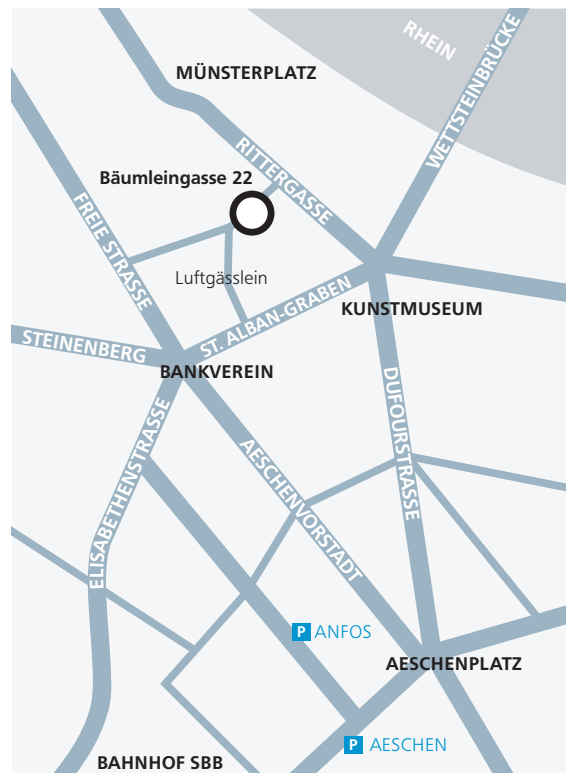 RHEIN
MÜNSTERPLATZ
WETTSTEINBRÜCKE
RITTERGASSE
Bäumleingasse 22
FREIE STRASSE
Luftgässlein
KUNSTMUSEUM
ST. ALBAN-GRABEN
STEINENBERG
BANKVEREIN
DUFOURSTRASSE
ELISABETHENSTRASSE
AESCHENVORSTADT
P ANFOS
AESCHENPLATZ
P AESCHEN
BAHNHOF SBB